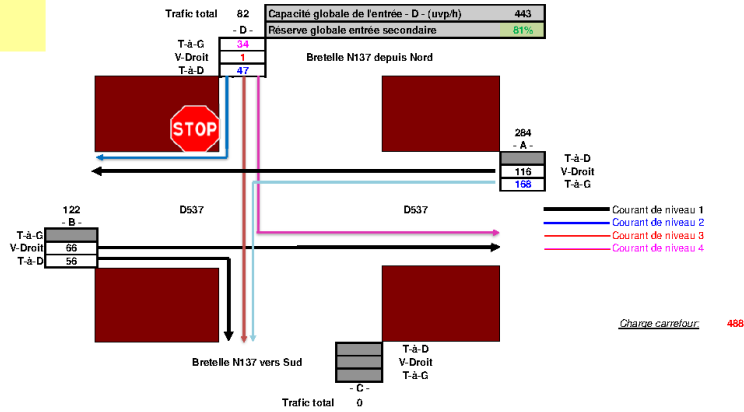 Trafic total 82 Capacité globale de l'entrée - D - (uvp/h) 443
- D - Réserve globale entrée secondaire 81%
T-à-G 34
V-Droit 1 Bretelle N137 depuis Nord
T-à-D 47
STOP
284
- A -
T-à-D
116 V-Droit
168 T-à-G
122 D537 D537
- B -
T-à-G
V-Droit 66
T-à-D 56
Courant de niveau 1
Courant de niveau 2
Courant de niveau 3
Courant de niveau 4
Charge carrefour: 488
T-à-D
Bretelle N137 vers Sud V-Droit
T-à-G
- C -
Trafic total 0